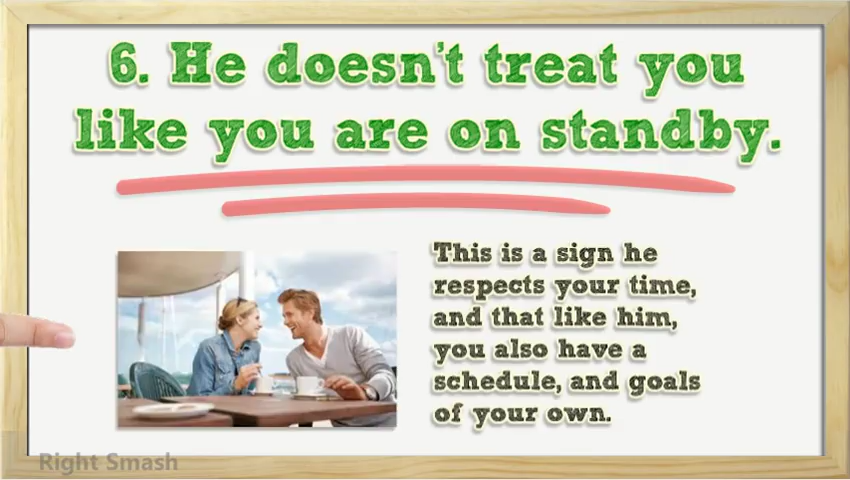 6. He doesn't treat you
like you are on standby.
This is a sign he
respects your time,
and that like him,
you also have a
schedule, and goals
of your own.
Right Smash